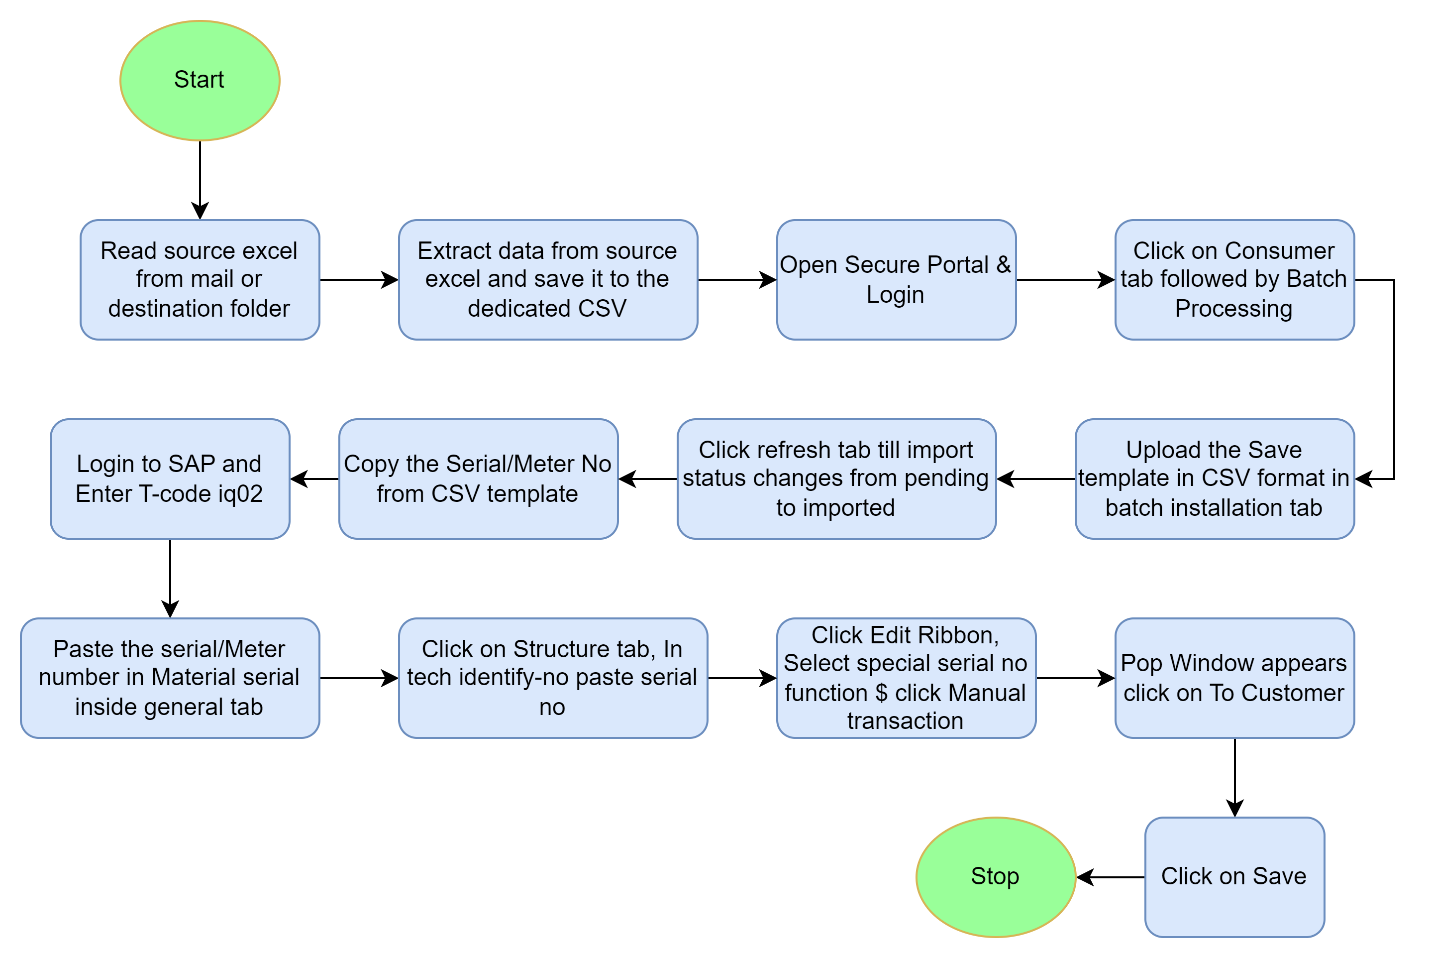 Start
Read source excel
from mail or
destination folder
Extract data from source
excel and save it to the
dedicated CSV
Open Secure Portal &
Login
Click on Consumer
tab followed by Batch
Processing
Upload the Save
template in CSV format in
batch installation tab
Click refresh tab till import
status changes from pending
to imported
Copy the Serial/Meter No
from CSV template
Login to SAP and
Enter T-code iq02
Paste the serial/Meter
number in Material serial
inside general tab
Click on Structure tab, In
tech identify-no paste serial
no
Click Edit Ribbon,
Select special serial no
function $ click Manual
transaction
Pop Window appears
click on To Customer
Click on Save
Stop